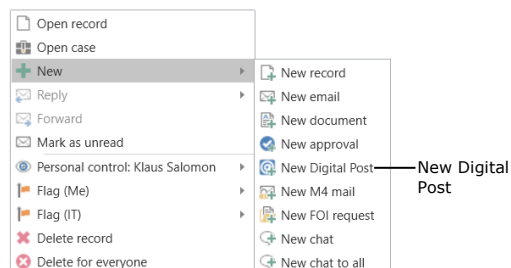 Open record
Open case
New
Reply
Forward
Mark as unread
Personal control: Klaus Salomon
Flag (Me)
Flag (IT)
Delete record
Delete for everyone
New record
New email
New document
New approval
New Digital Post
New M4 mail
New FOI request
New chat
New chat to all
New Digital
Post